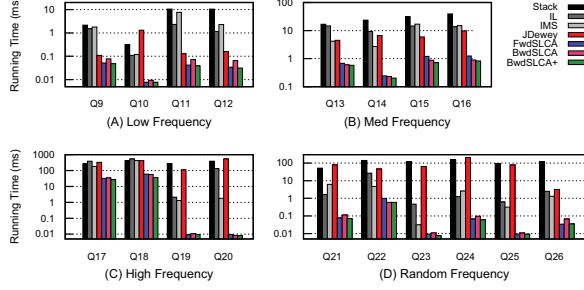 Running Time (ms)
10
1
0.1
0.01
Q9 Q10 Q11 Q12
(A) Low Frequency
100
10
1
0.1
Q13 Q14 Q15 Q16
(B) Med Frequency
Stack
IL
IMS
JDewey
FwdSLCA
BwdSLCA
BwdSLCA+
Running Time (ms)
1000
100
10
1
0.1
0.01
Q17 Q18 Q19 Q20
(C) High Frequency
100
10
1
0.1
0.01
Q21 Q22 Q23 Q24 Q25 Q26
(D) Random Frequency